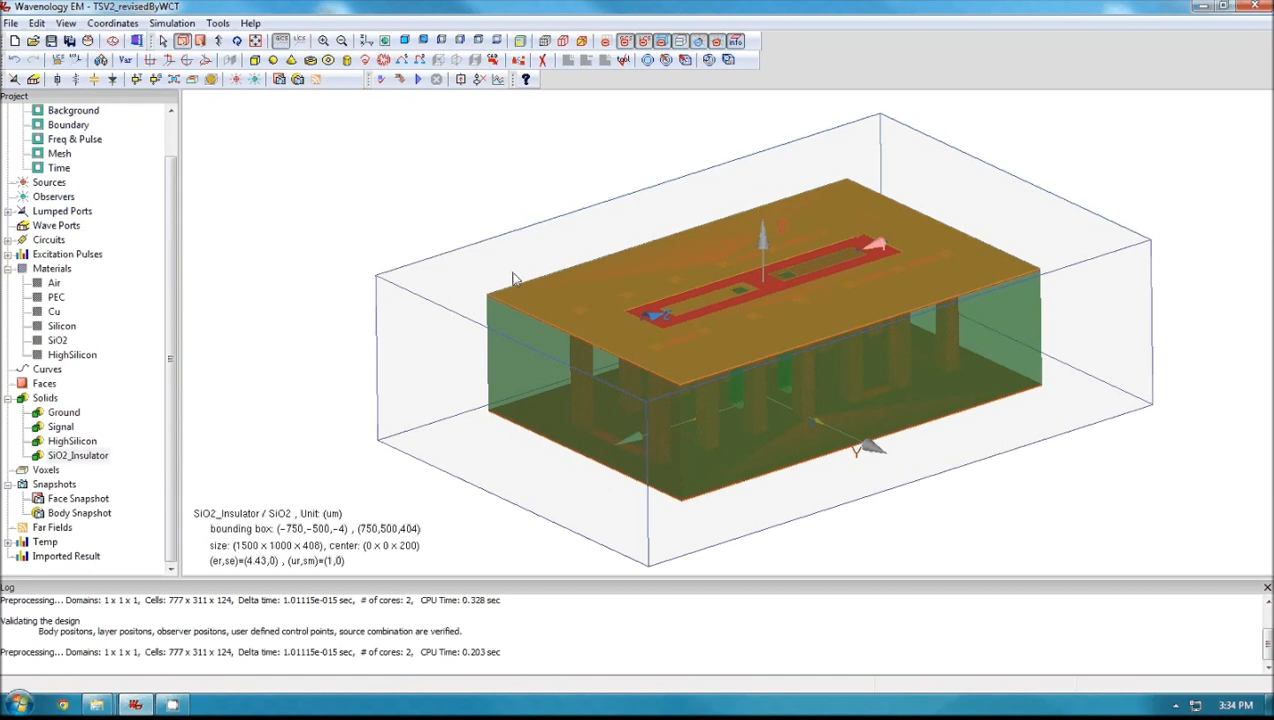 Wavenology EM - TSV2_revisedByWCT
File Edit View Coordinates Simulation Tools Help
UCS
Var
info
Project
Background
Boundary
Freq & Pulse
Mesh
Time
Sources
Observers
Lumped Ports
Wave Ports
Circuits
Excitation Pulses
Materials
Air
PEC
Cu
Silicon
SiO2
HighSilicon
Curves
Faces
Solids
Ground
Signal
HighSilicon
SiO2_Insulator
Voxels
Snapshots
Face Snapshot
Body Snapshot
Far Fields
Temp
Imported Result
Y
SiO2_Insulator / SiO2 , Unit: (um)
bounding box: (-750,-500,-4) , (750,500,404)
size: (1500 x 1000 x 408), center: (0 x 0 x 200)
(er,se)=(4.43,0) , (ur,sm)=(1,0)
Log
Preprocessing... Domains: 1 x 1 x 1, Cells: 777 x 311 x 124, Delta time: 1.01115e-015 sec, # of cores: 2, CPU Time: 0.328 sec
Validating the design
Body positons, layer positons, observer positons, user defined control points, source combination are verified.
Preprocessing... Domains: 1 x 1 x 1, Cells: 777 x 311 x 124, Delta time: 1.01115e-015 sec, # of cores: 2, CPU Time: 0.203 sec
3:34 PM